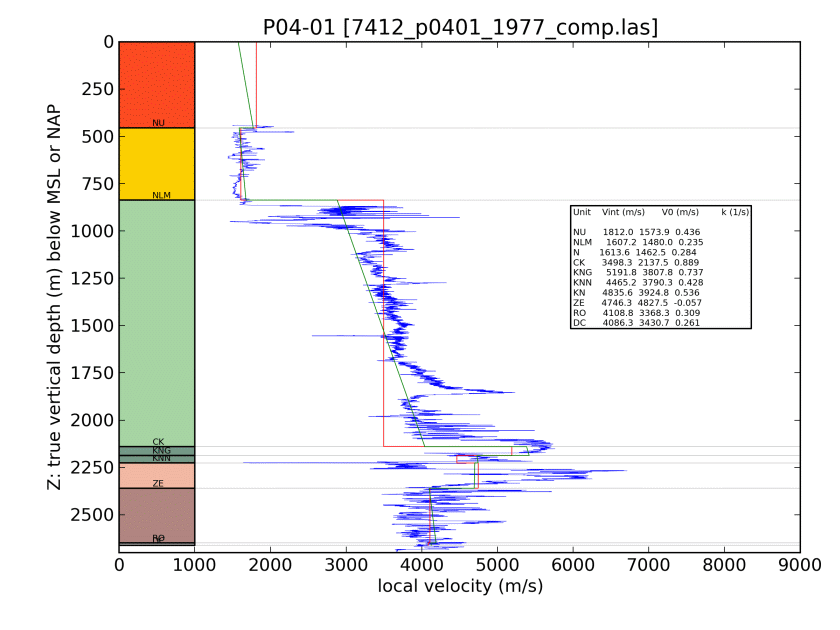 P04-01 [7412_p0401_1977_comp.las]
Z: true vertical depth (m) below MSL or NAP
0
250
500
750
1000
1250
1500
1750
2000
2250
2500
NU
NLM
CK
KNG
KNN
ZE
RO
Unit Vint (m/s) V0 (m/s) k (1/s)
NU 1812.0 1573.9 0.436
NLM 1607.2 1480.0 0.235
N 1613.6 1462.5 0.284
CK 3498.3 2137.5 0.889
KNG 5191.8 3807.8 0.737
KNN 4465.2 3790.3 0.428
KN 4835.6 3924.8 0.536
ZE 4746.3 4827.5 -0.057
RO 4108.8 3368.3 0.309
DC 4086.3 3430.7 0.261
0 1000 2000 3000 4000 5000 6000 7000 8000 9000
local velocity (m/s)